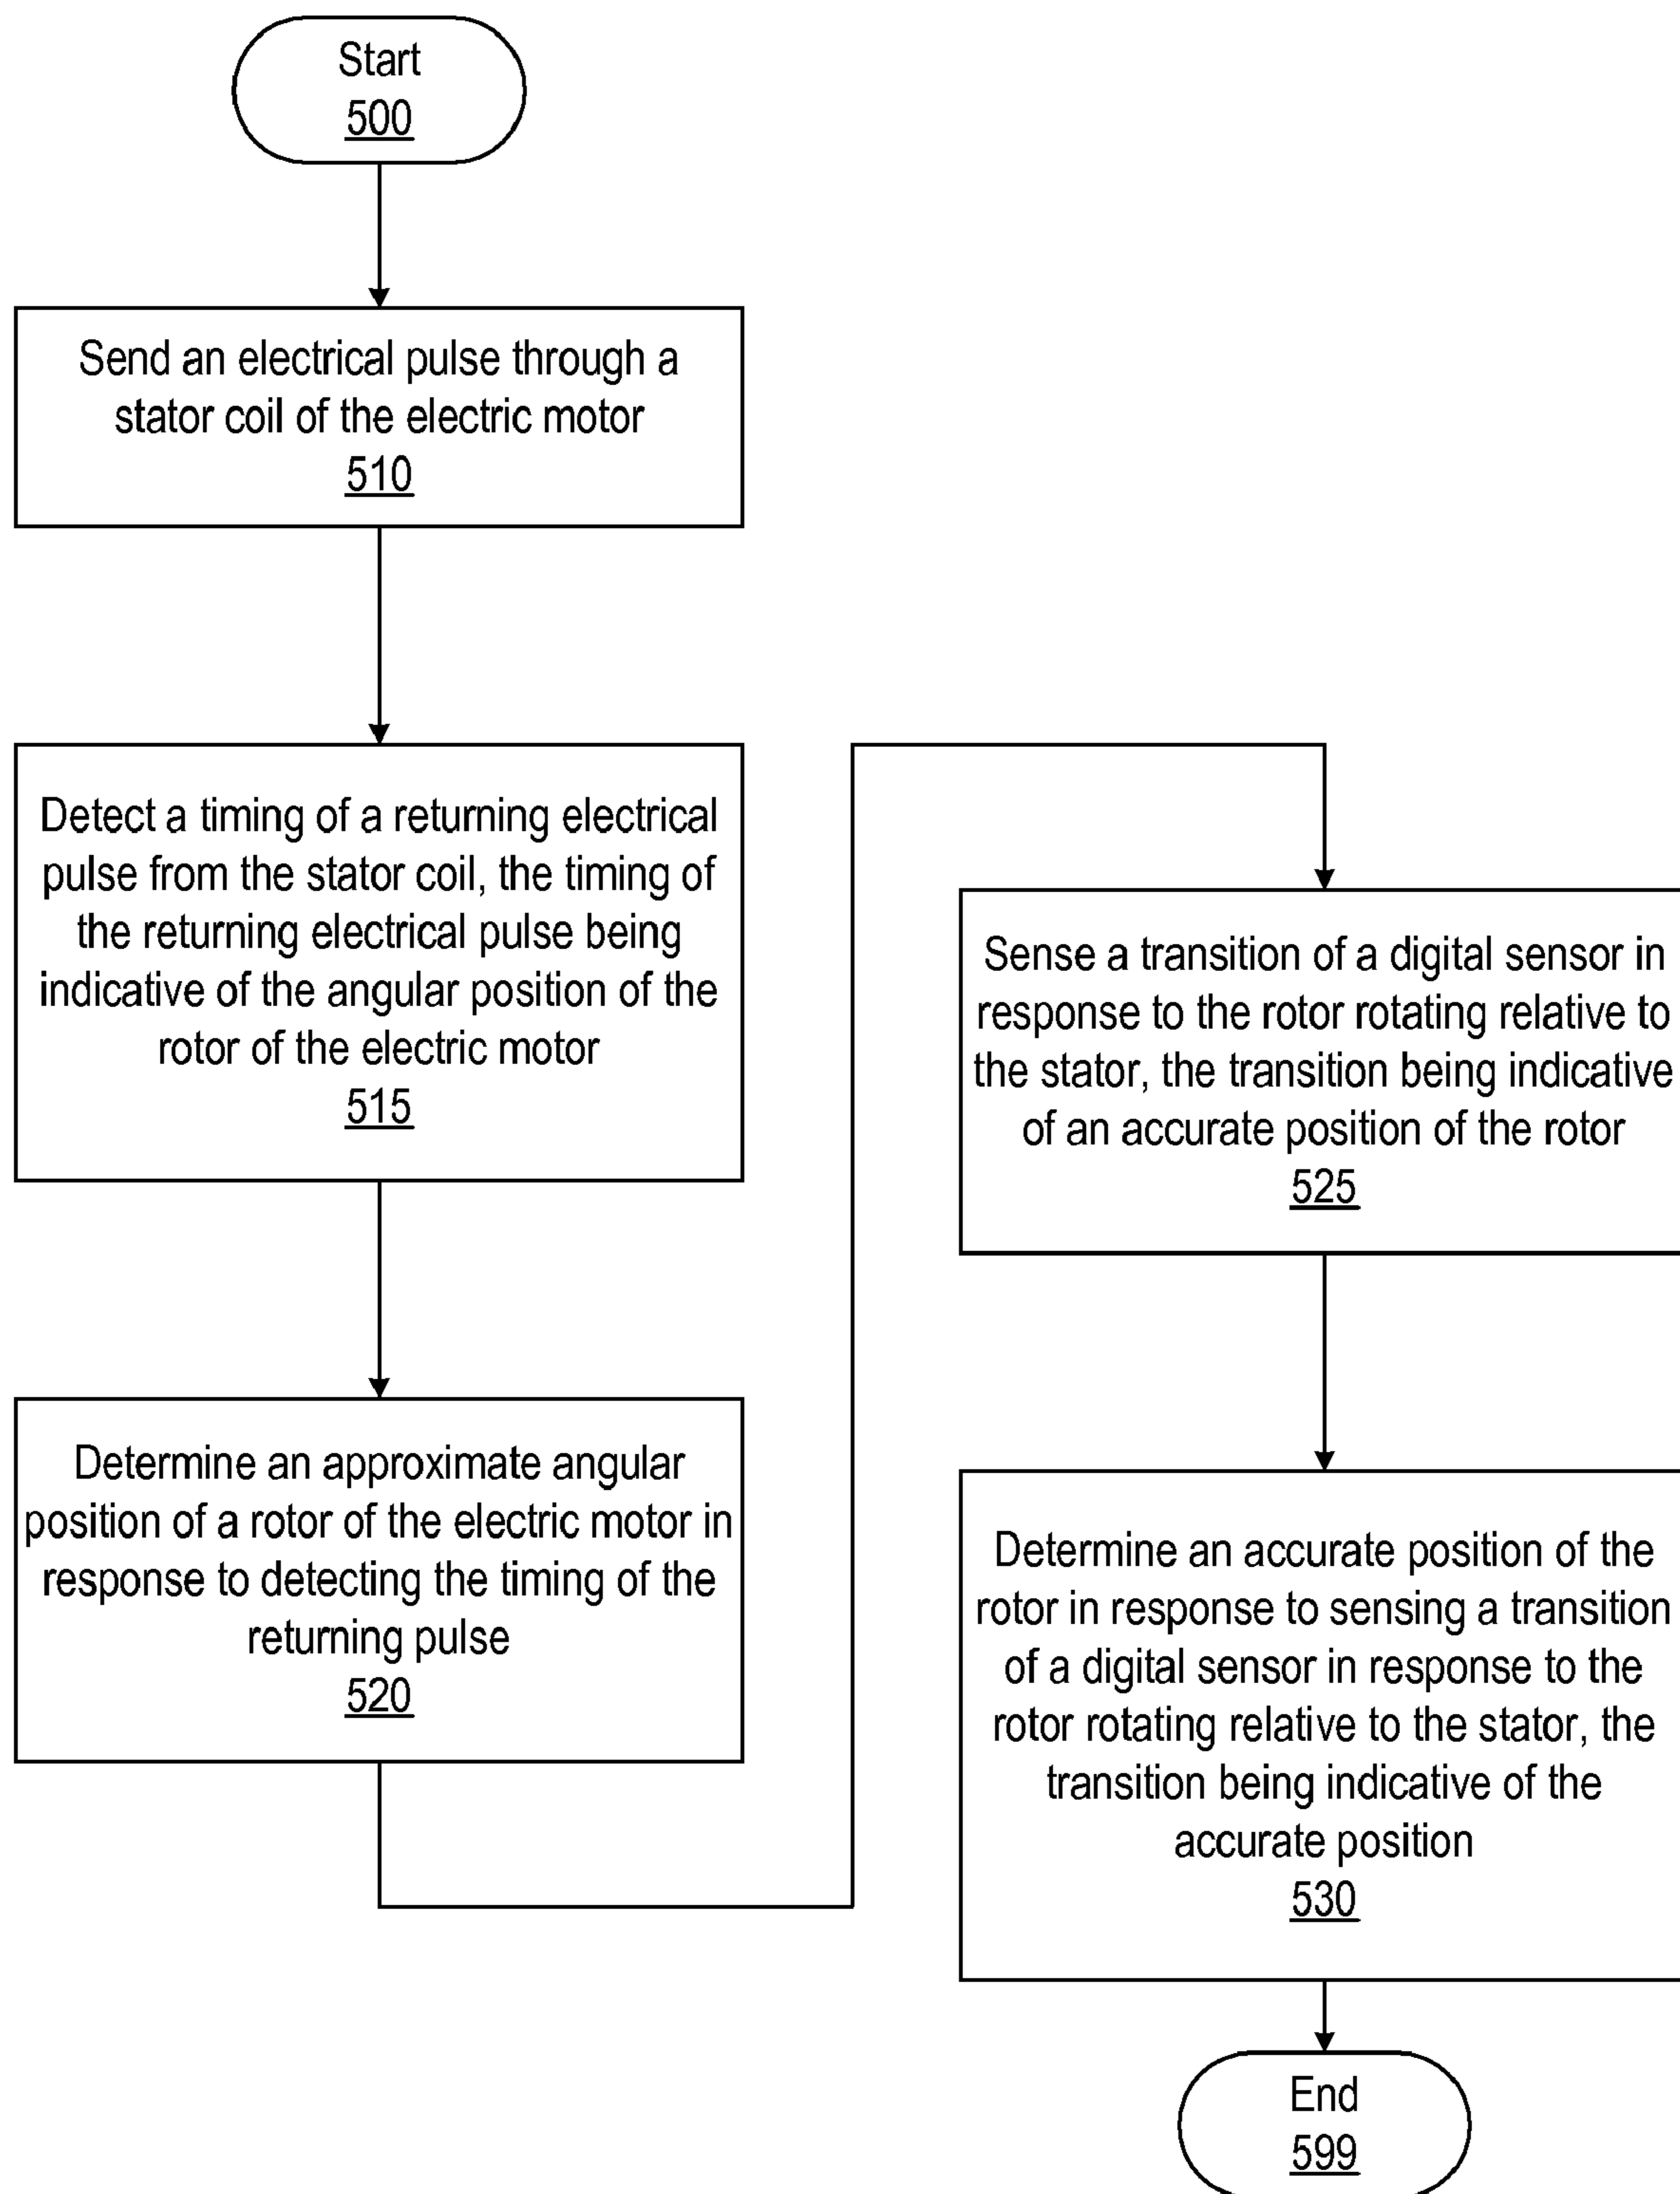 Start
500
Send an electrical pulse through a
stator coil of the electric motor
510
Detect a timing of a returning electrical
pulse from the stator coil, the timing of
the returning electrical pulse being
indicative of the angular position of the
rotor of the electric motor
515
Determine an approximate angular
position of a rotor of the electric motor in
response to detecting the timing of the
returning pulse
520
Sense a transition of a digital sensor in
response to the rotor rotating relative to
the stator, the transition being indicative
of an accurate position of the rotor
525
Determine an accurate position of the
rotor in response to sensing a transition
of a digital sensor in response to the
rotor rotating relative to the stator, the
transition being indicative of the
accurate position
530
End
599